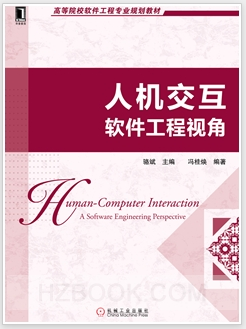 高等院校软件工程专业规划教材
人机交互
软件工程视角
骆斌 主编 冯桂焕 编著
Human-Computer Interaction
A Software Engineering Perspective
HZBOOK.COM
机械工业出版社
China Machine Press